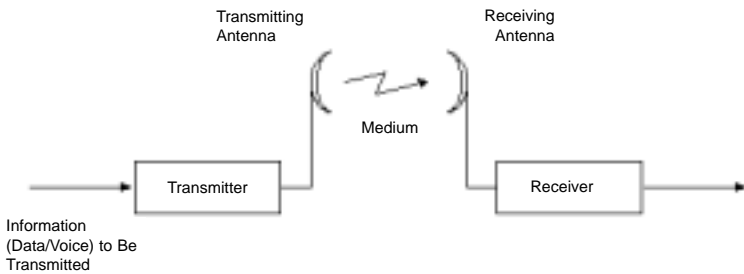 Transmitting
Antenna
Receiving
Antenna
Medium
Transmitter
Receiver
Information
(Data/Voice) to Be
Transmitted